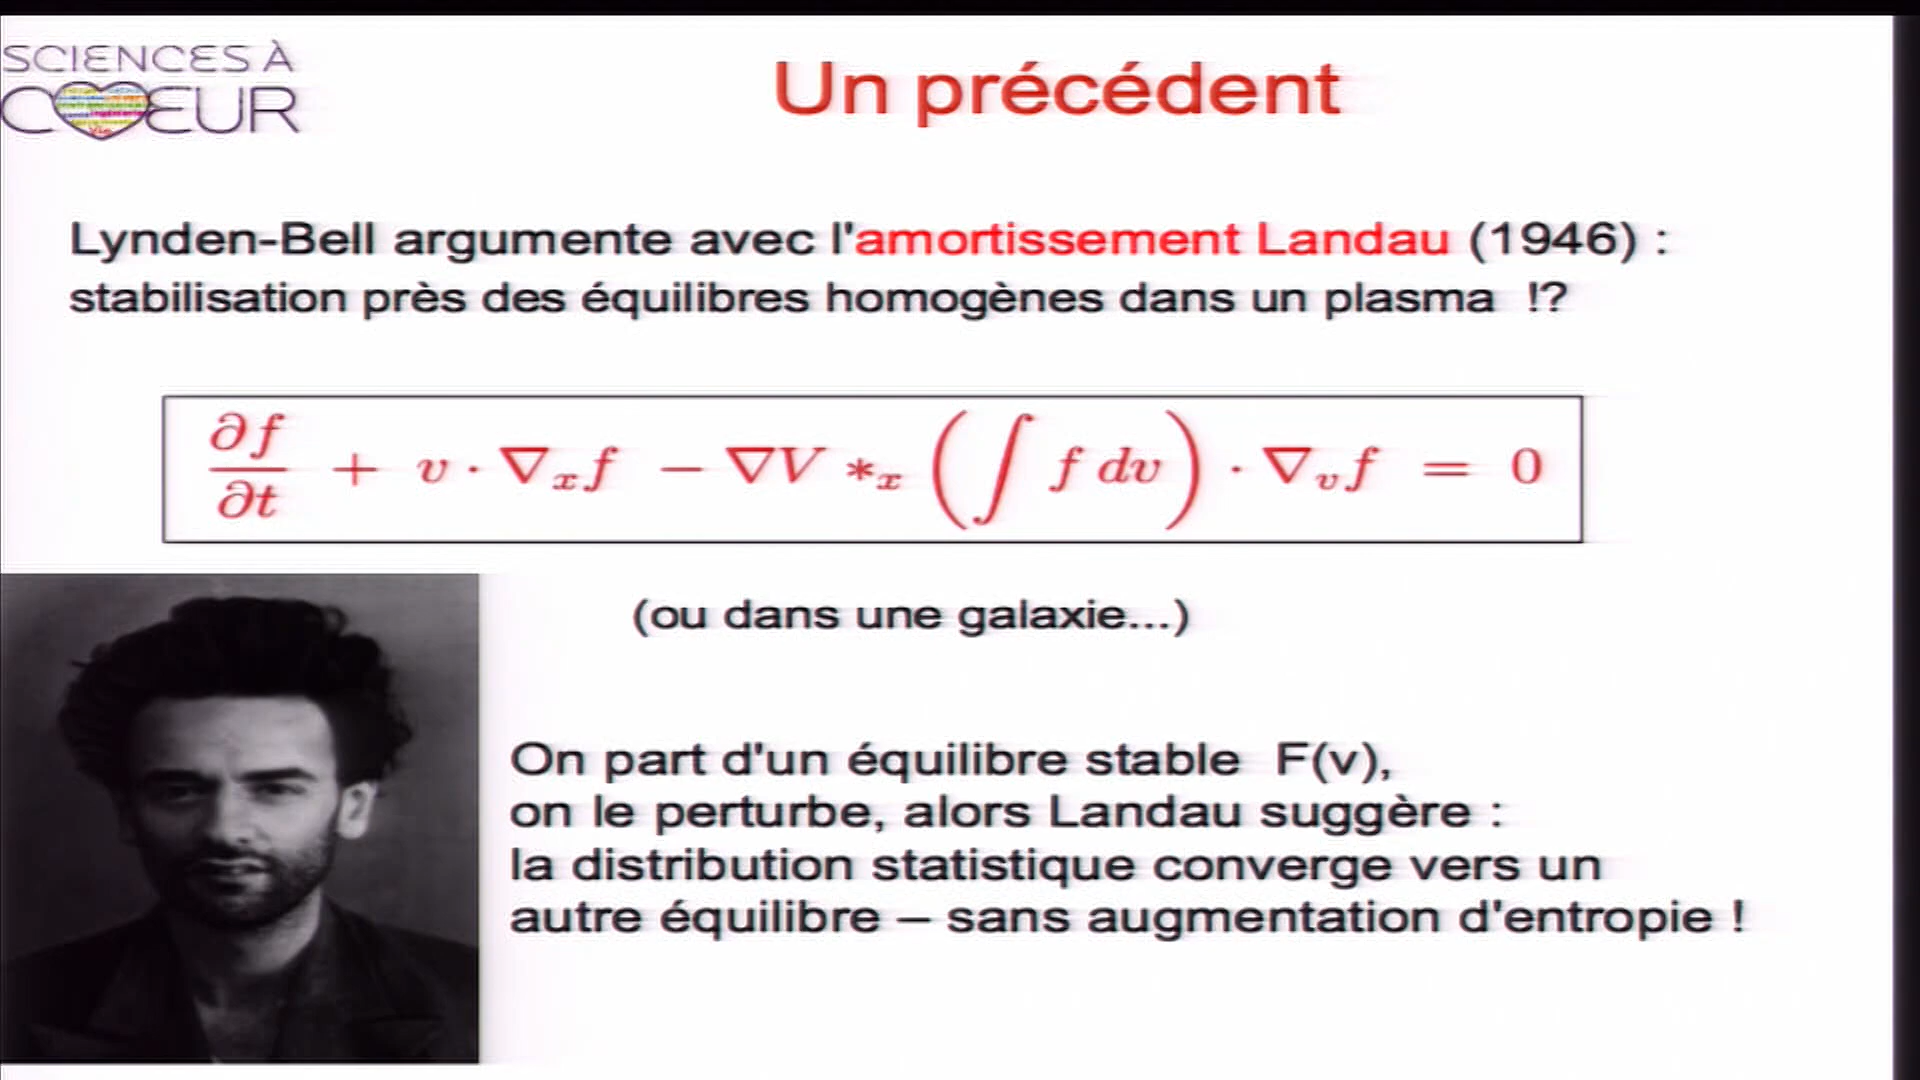 SCIENCES À
CŒUR
Un précédent
Lynden-Bell argumente avec l'amortissement Landau (1946) :
stabilisation près des équilibres homogènes dans un plasma !?
∂f/∂t + v · ∇ₓf − ∇V *ₓ (∫ f dv) · ∇ᵥf = 0
(ou dans une galaxie...)
On part d'un équilibre stable F(v),
on le perturbe, alors Landau suggère :
la distribution statistique converge vers un
autre équilibre – sans augmentation d'entropie !